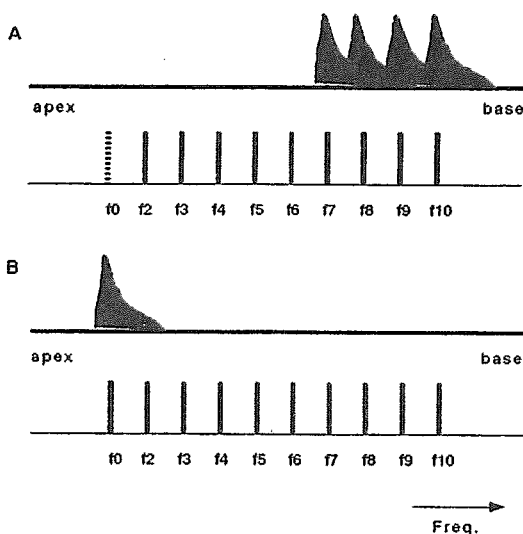 A
apex base
f0 f2 f3 f4 f5 f6 f7 f8 f9 f10
B
apex base
f0 f2 f3 f4 f5 f6 f7 f8 f9 f10
Freq.